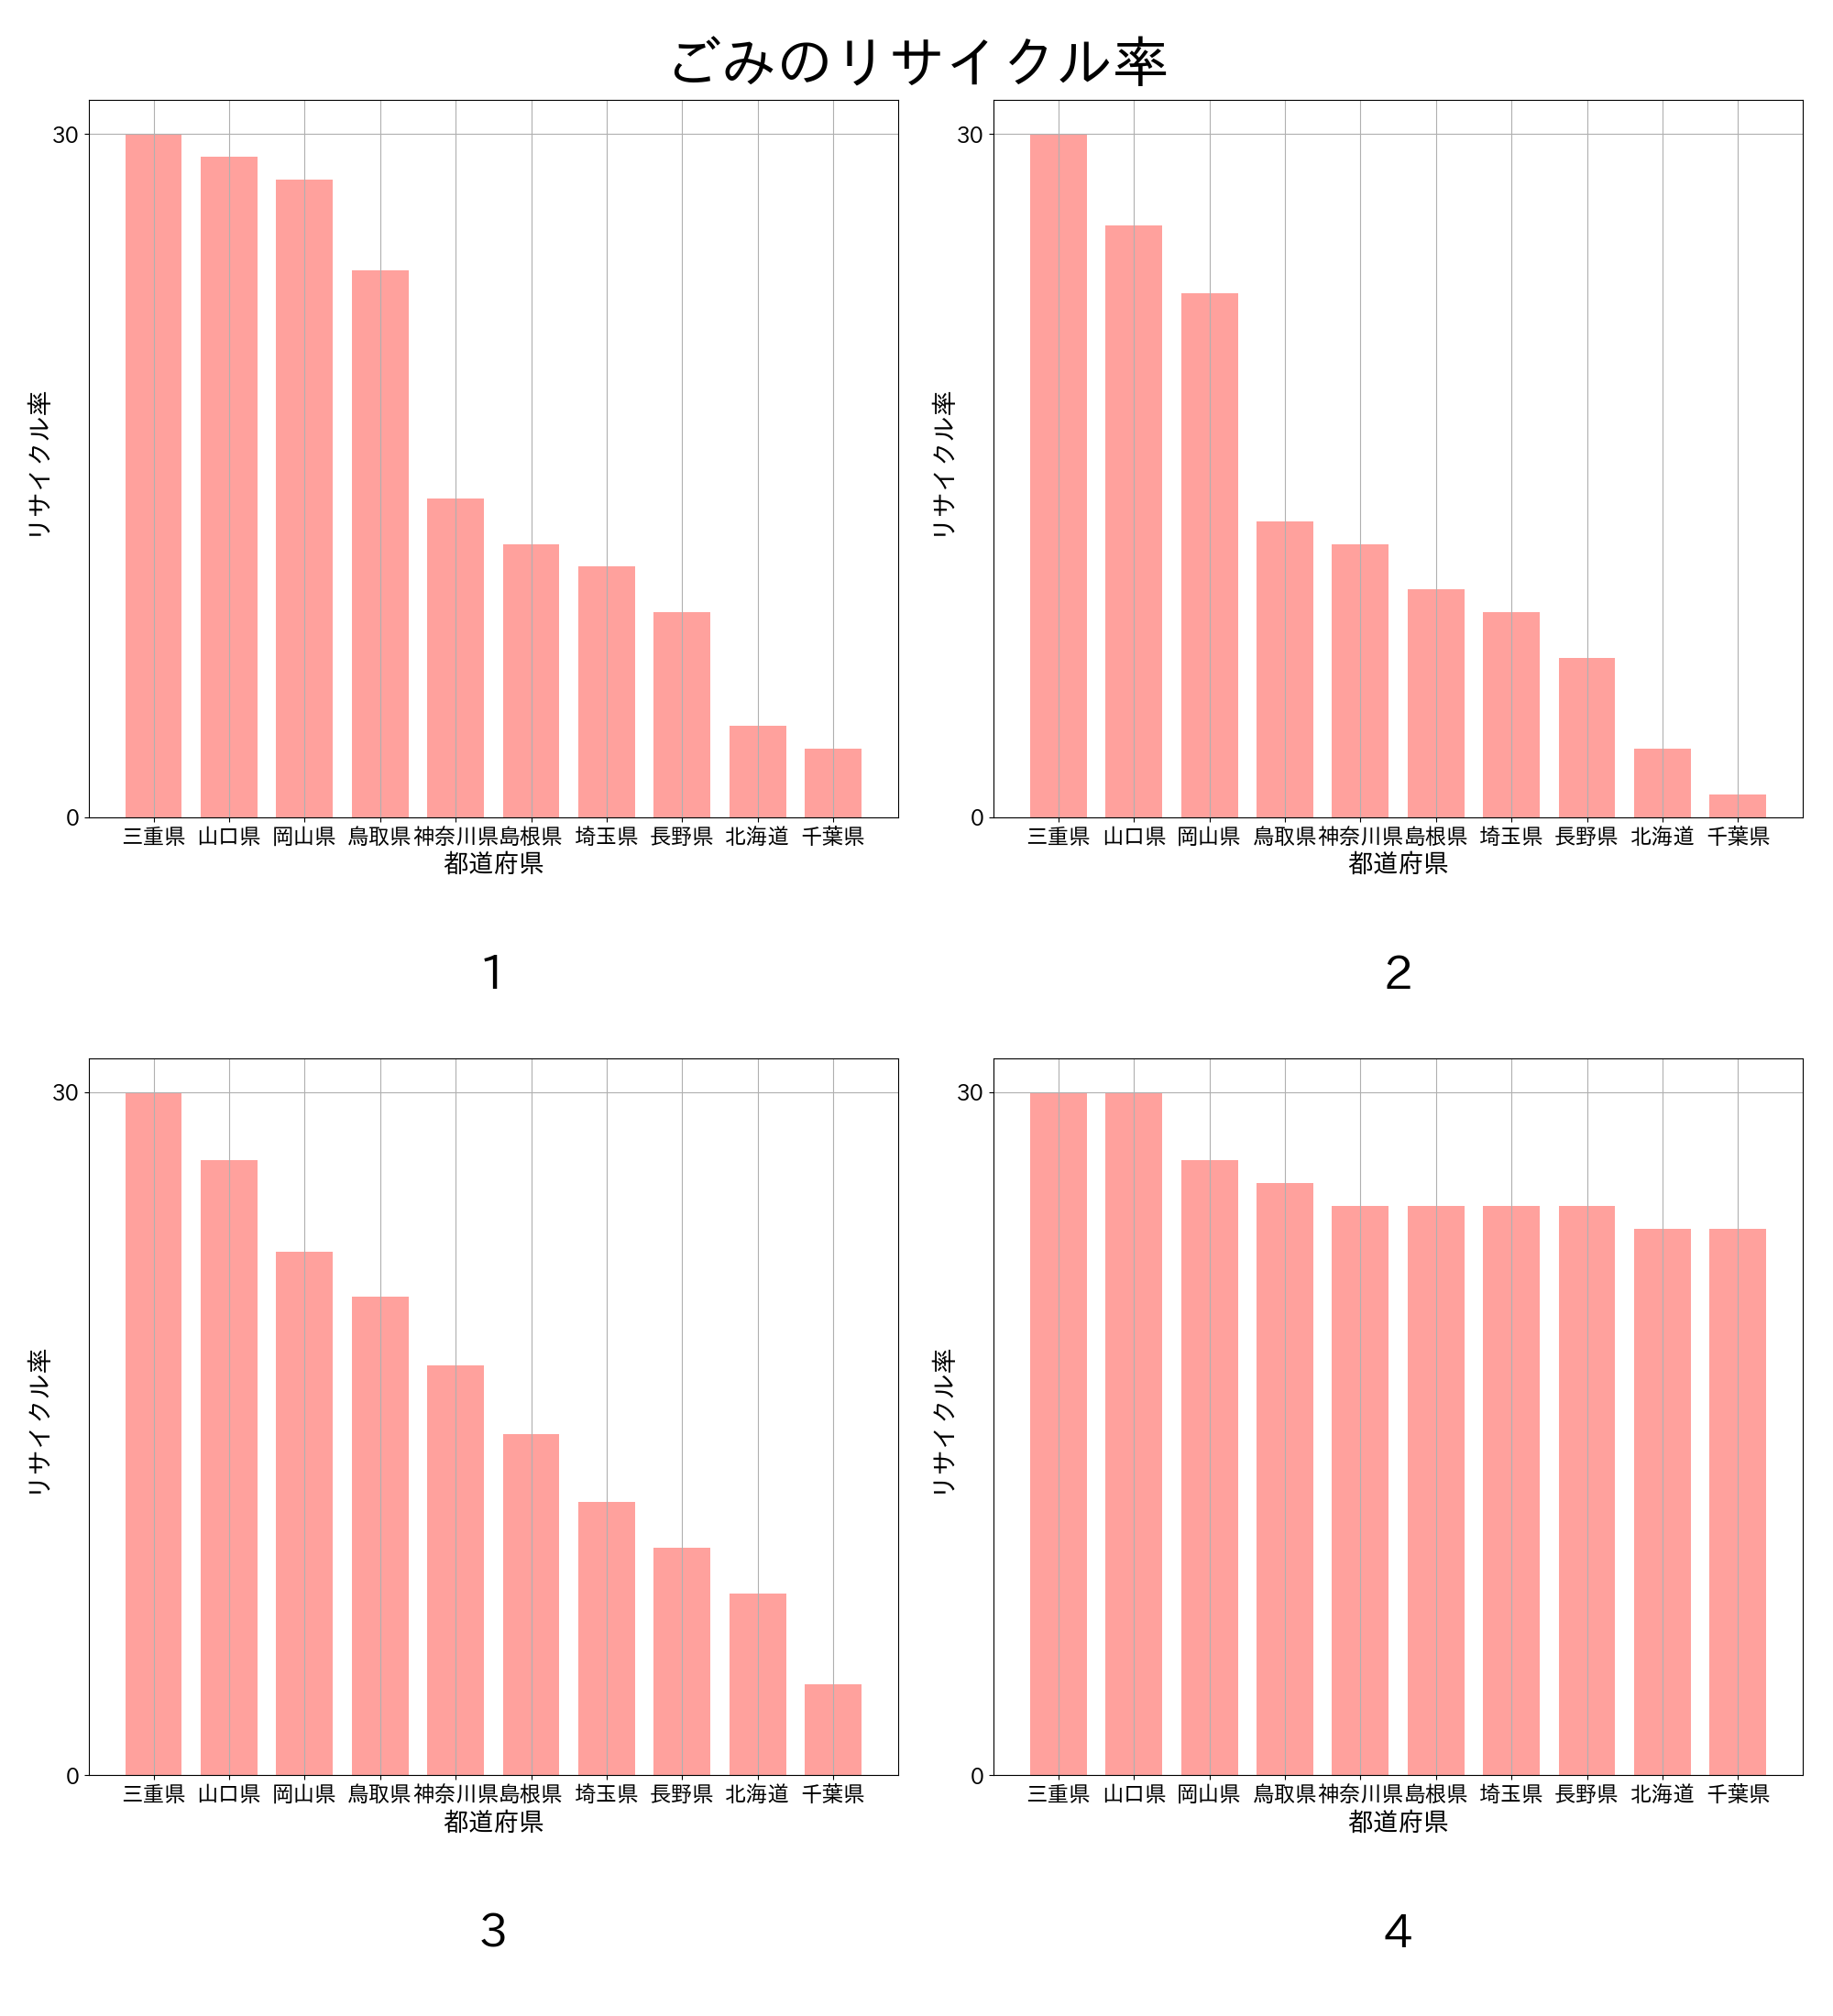 ごみのリサイクル率
30
リサイクル率
0
三重県 山口県 岡山県 鳥取県 神奈川県 島根県 埼玉県 長野県 北海道 千葉県
都道府県
1
30
リサイクル率
0
三重県 山口県 岡山県 鳥取県 神奈川県 島根県 埼玉県 長野県 北海道 千葉県
都道府県
2
30
リサイクル率
0
三重県 山口県 岡山県 鳥取県 神奈川県 島根県 埼玉県 長野県 北海道 千葉県
都道府県
3
30
リサイクル率
0
三重県 山口県 岡山県 鳥取県 神奈川県 島根県 埼玉県 長野県 北海道 千葉県
都道府県
4